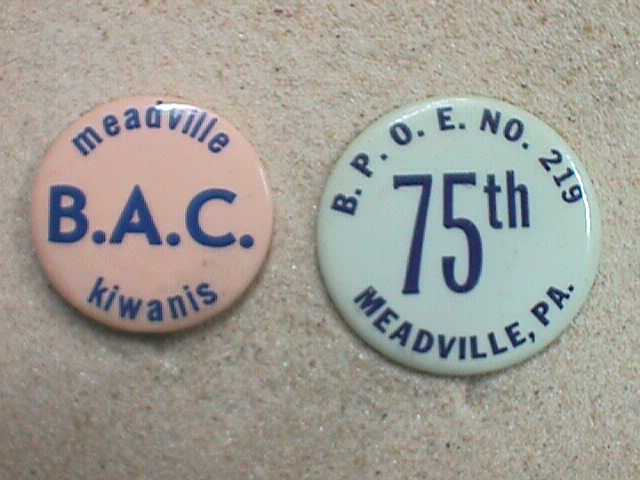 meadville
B.A.C.
kiwanis
B. P. O. E. NO. 219
75th
MEADVILLE, PA.